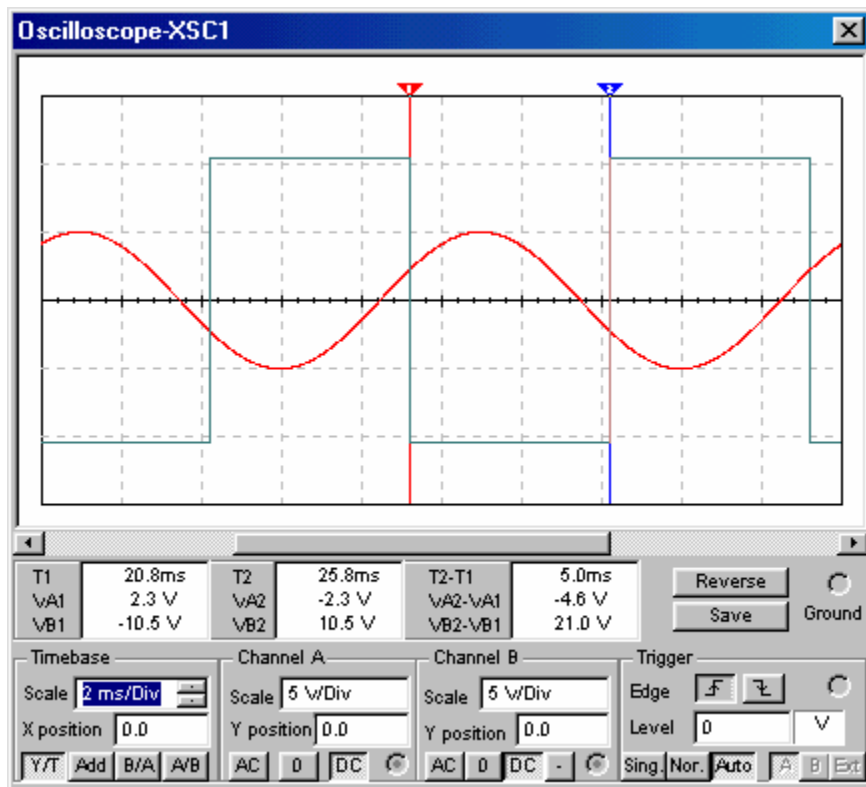 Oscilloscope-XSC1
1 2
T1 20.8ms T2 25.8ms T2-T1 5.0ms
VA1 2.3 V VA2 -2.3 V VA2-VA1 -4.6 V
VB1 -10.5 V VB2 10.5 V VB2-VB1 21.0 V
Reverse
Save
Ground
Timebase Channel A Channel B Trigger
Scale 2 ms/Div Scale 5 V/Div Scale 5 V/Div Edge
X position 0.0 Y position 0.0 Y position 0.0 Level 0 V
Y/T Add B/A A/B AC 0 DC AC 0 DC - Sing. Nor. Auto A B Ext